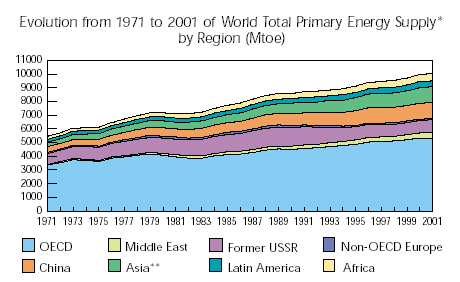 Evolution from 1971 to 2001 of World Total Primary Energy Supply*
by Region (Mtoe)
11000
10000
9000
8000
7000
6000
5000
4000
3000
2000
1000
0
1971 1973 1975 1977 1979 1981 1983 1985 1987 1989 1991 1993 1995 1997 1999 2001
OECD Middle East Former USSR Non-OECD Europe
China Asia** Latin America Africa